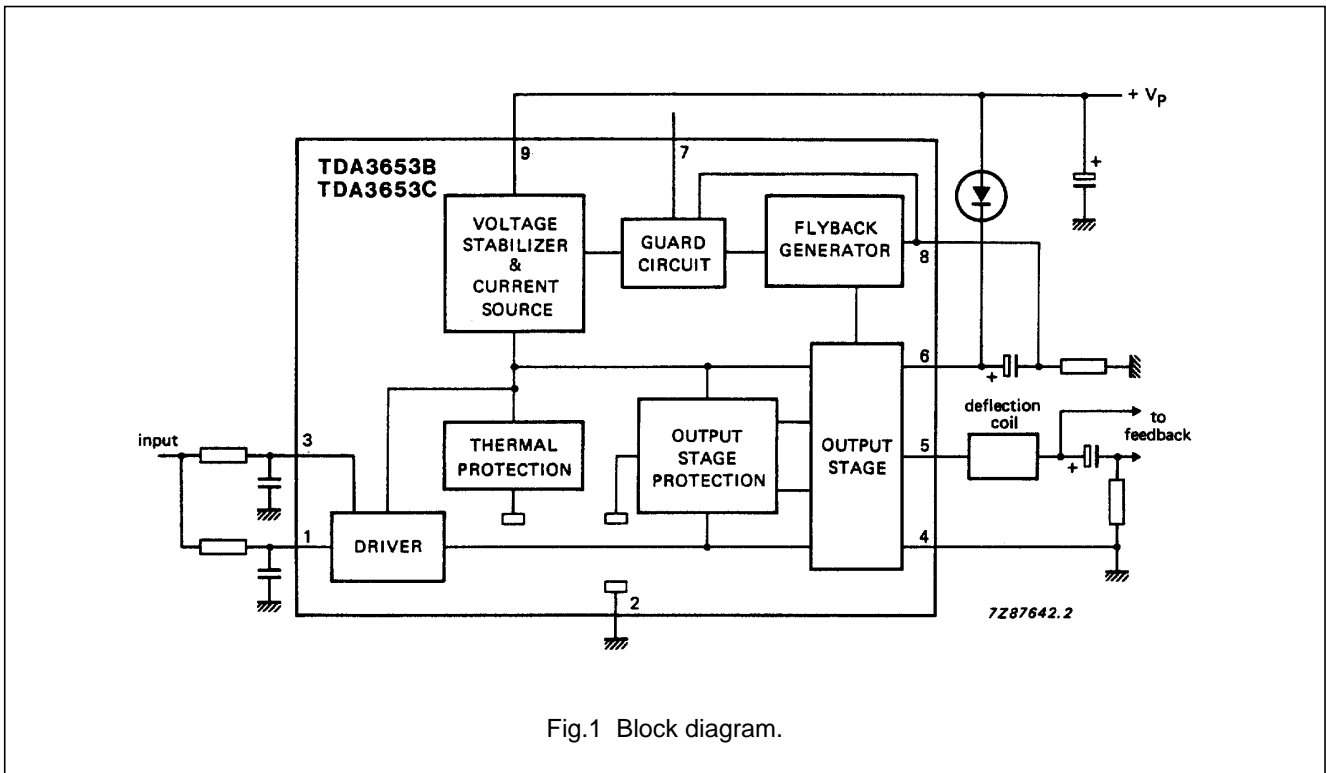 + VP
9
7
TDA3653B
TDA3653C
VOLTAGE
STABILIZER
&
CURRENT
SOURCE
GUARD
CIRCUIT
FLYBACK
GENERATOR
8
+
6
+
deflection
coil
to
feedback
input
3
THERMAL
PROTECTION
OUTPUT
STAGE
PROTECTION
OUTPUT
STAGE
5
+
1
DRIVER
4
2
7Z87642.2
Fig.1 Block diagram.